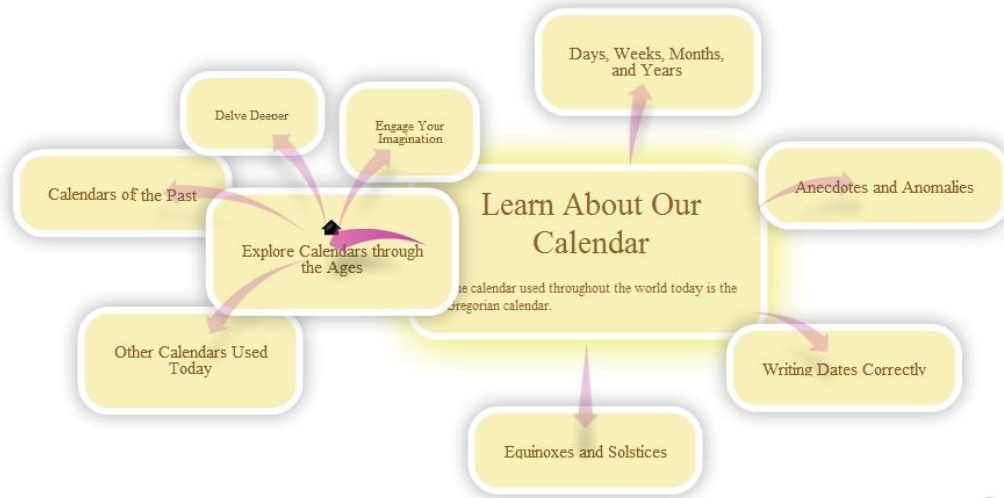 Days, Weeks, Months,
and Years
Delve Deeper
Engage Your
Imagination
Calendars of the Past
Anecdotes and Anomalies
Learn About Our
Calendar
Explore Calendars through
the Ages
calendar used throughout the world today is the
Gregorian calendar.
Other Calendars Used
Today
Writing Dates Correctly
Equinoxes and Solstices